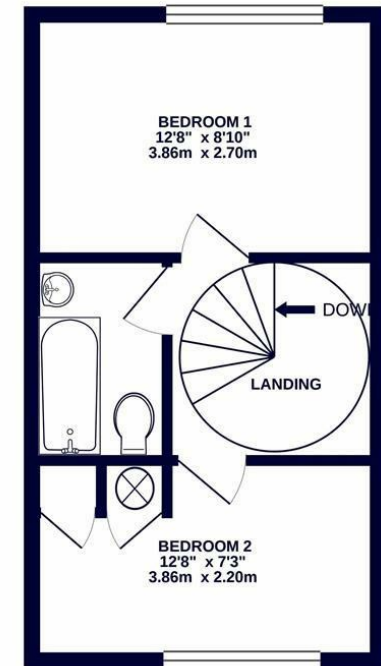 BEDROOM 1
12'8" x 8'10"
3.86m x 2.70m
DOWN
LANDING
BEDROOM 2
12'8" x 7'3"
3.86m x 2.20m